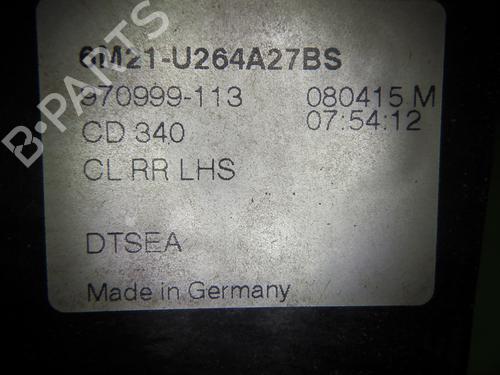 6M21-U264A27BS
970999-113 080415 M
CD 340 07:54:12
CL RR LHS
DTSEA
Made in Germany
B-PARTS